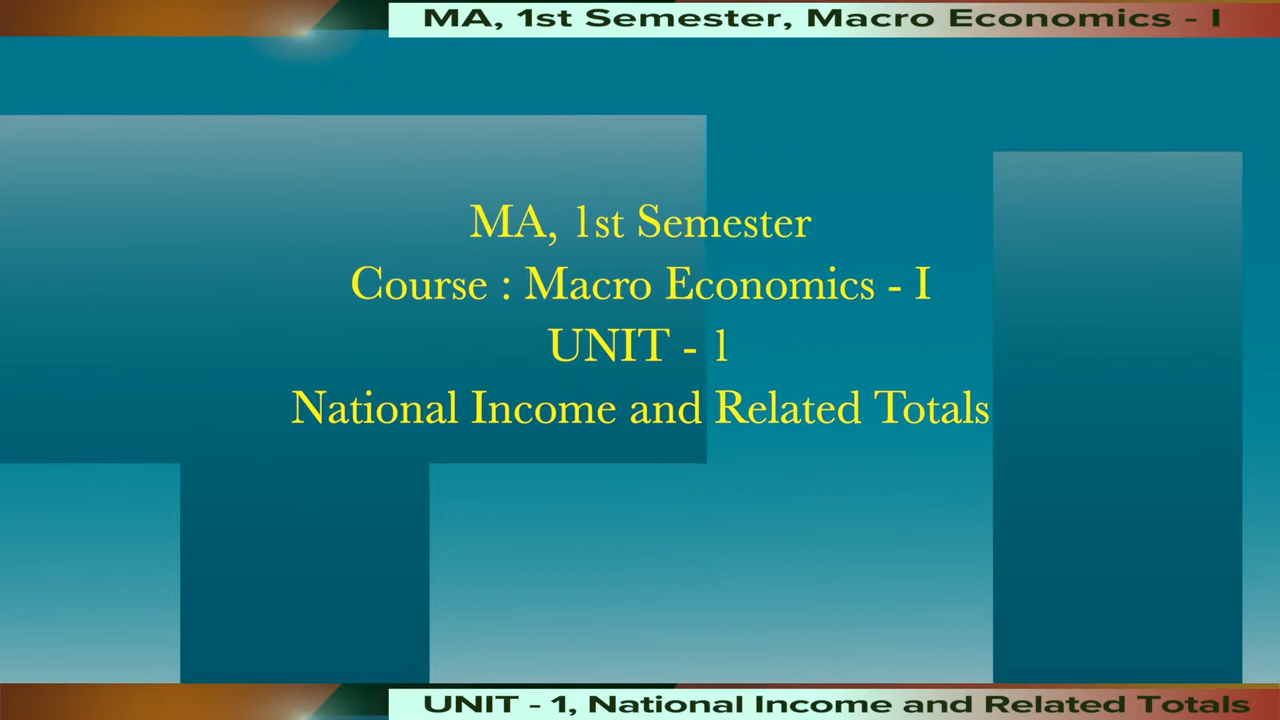 MA, 1st Semester, Macro Economics - I
MA, 1st Semester
Course : Macro Economics - I
UNIT - 1
National Income and Related Totals
UNIT - 1, National Income and Related Totals